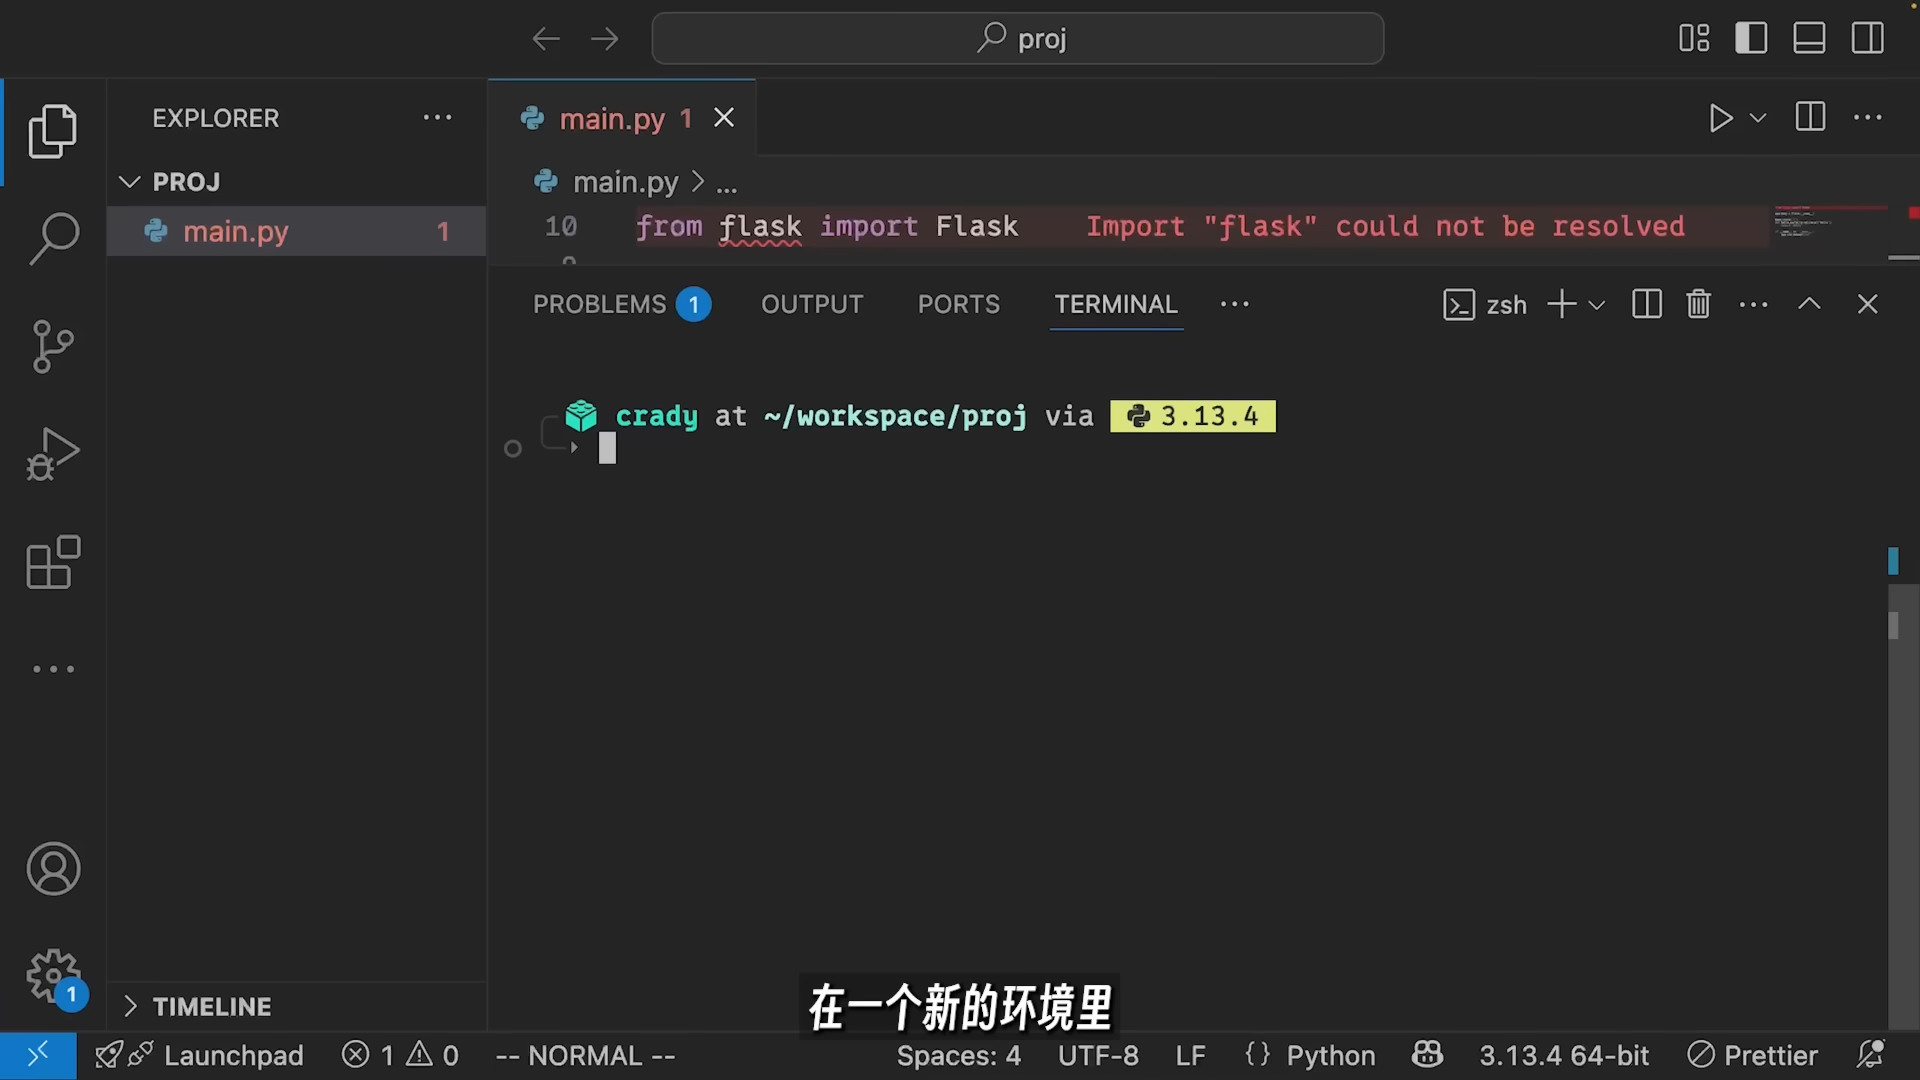 proj
EXPLORER
PROJ
main.py 1
TIMELINE
main.py 1
main.py > ...
10 from flask import Flask Import "flask" could not be resolved
PROBLEMS 1 OUTPUT PORTS TERMINAL
zsh
crady at ~/workspace/proj via 3.13.4
在一个新的环境里
1
Launchpad 1 0 -- NORMAL -- Spaces: 4 UTF-8 LF {} Python 3.13.4 64-bit Prettier